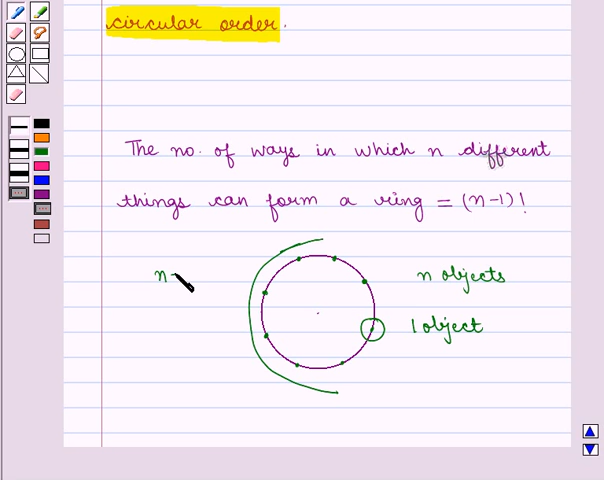 circular order.
The no. of ways in which n different
things can form a ring = (n-1)!
n-
n objects
1 object